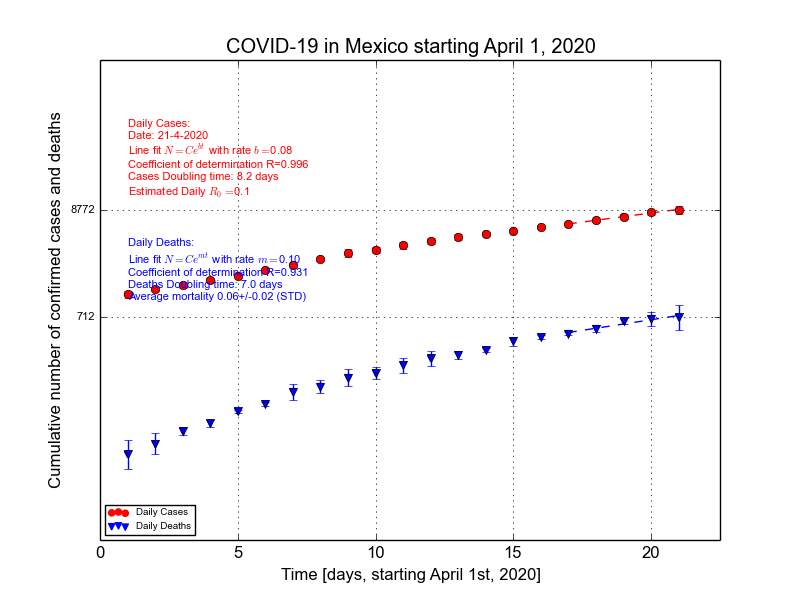 COVID-19 in Mexico starting April 1, 2020
Cumulative number of confirmed cases and deaths
Daily Cases:
Date: 21-4-2020
Line fit N=Ce^{bt} with rate b=0.08
Coefficient of determination R=0.996
Cases Doubling time: 8.2 days
Estimated Daily R_0=0.1
8772
Daily Deaths:
Line fit N=Ce^{mt} with rate m=0.10
Coefficient of determination R=0.931
Deaths Doubling time: 7.0 days
Average mortality 0.06+/-0.02 (STD)
712
Daily Cases
Daily Deaths
0 5 10 15 20
Time [days, starting April 1st, 2020]